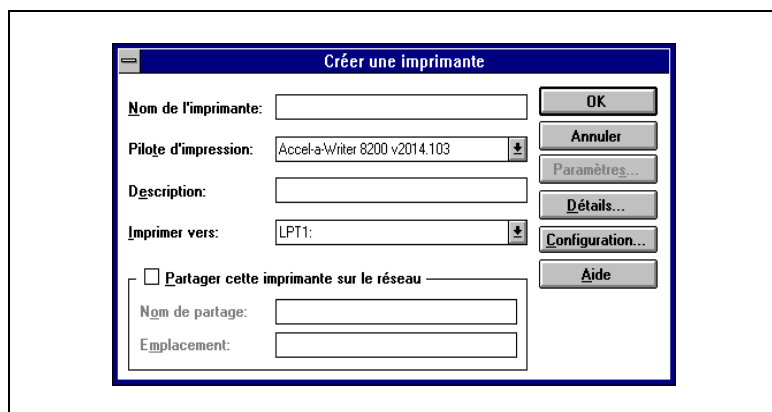 Créer une imprimante
Nom de l'imprimante:
OK
Pilote d'impression: Accel-a-Writer 8200 v2014.103
Annuler
Paramètres...
Description:
Détails...
Imprimer vers: LPT1:
Configuration...
Partager cette imprimante sur le réseau
Aide
Nom de partage:
Emplacement: